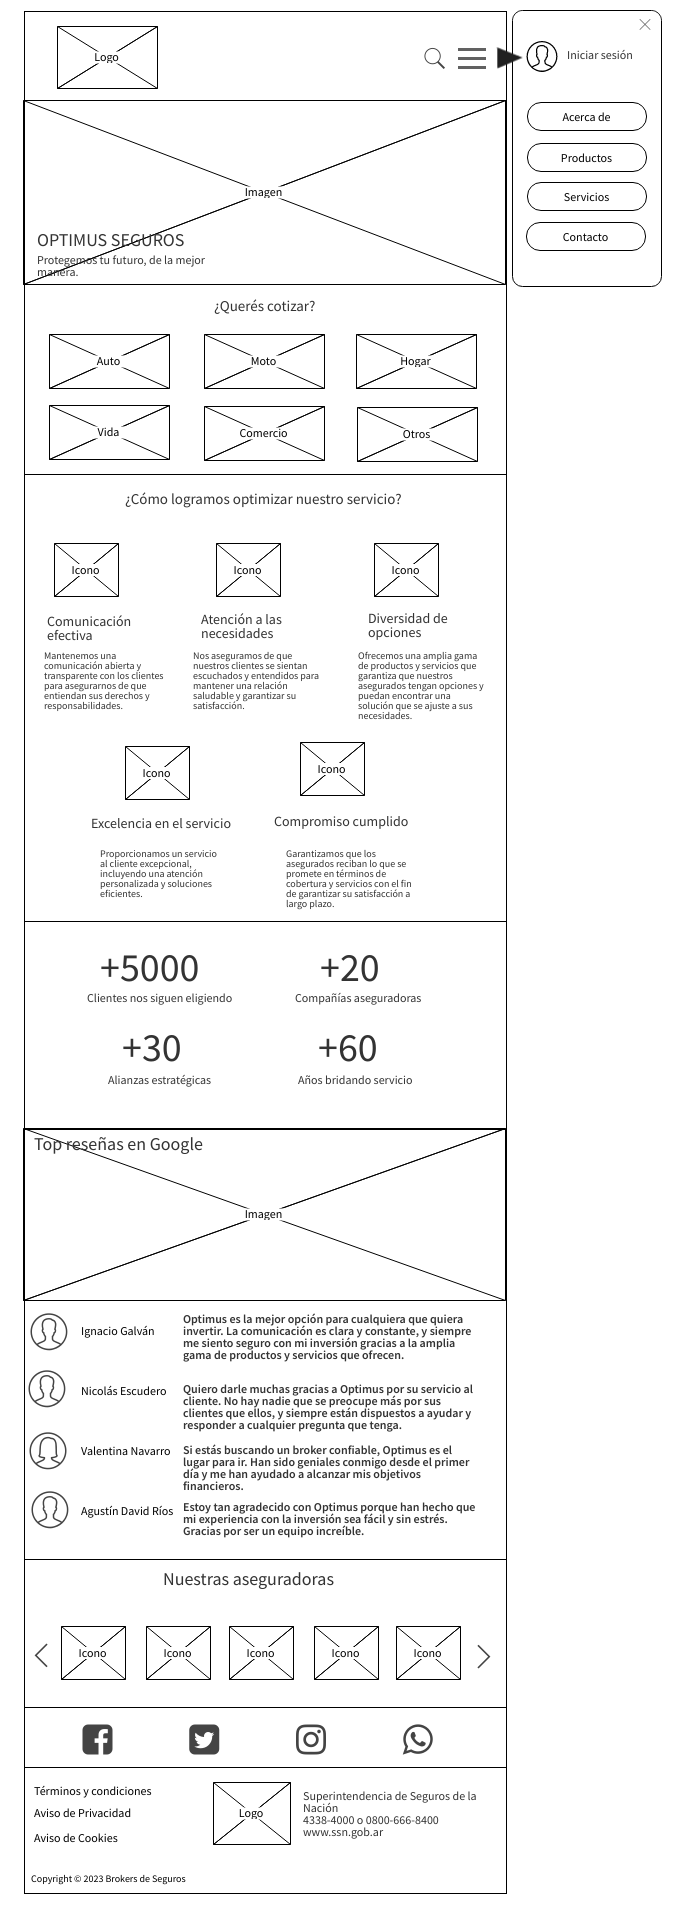 Logo
Iniciar sesión
Acerca de
Productos
Servicios
Contacto
Imagen
OPTIMUS SEGUROS
Protegemos tu futuro, de la mejor
manera.
¿Querés cotizar?
Auto
Moto
Hogar
Vida
Comercio
Otros
¿Cómo logramos optimizar nuestro servicio?
Icono
Icono
Icono
Comunicación
efectiva
Mantenemos una
comunicación abierta y
transparente con los clientes
para asegurarnos de que
entiendan sus derechos y
responsabilidades.
Atención a las
necesidades
Nos aseguramos de que
nuestros clientes se sientan
escuchados y entendidos para
mantener una relación
saludable y garantizar su
satisfacción.
Diversidad de
opciones
Ofrecemos una amplia gama
de productos y servicios que
garantiza que nuestros
asegurados tengan opciones y
puedan encontrar una
solución que se ajuste a sus
necesidades.
Icono
Icono
Excelencia en el servicio
Proporcionamos un servicio
al cliente excepcional,
incluyendo una atención
personalizada y soluciones
eficientes.
Compromiso cumplido
Garantizamos que los
asegurados reciban lo que se
promete en términos de
cobertura y servicios con el fin
de garantizar su satisfacción a
largo plazo.
+5000
Clientes nos siguen eligiendo
+20
Compañías aseguradoras
+30
Alianzas estratégicas
+60
Años bridando servicio
Top reseñas en Google
Imagen
Ignacio Galván
Optimus es la mejor opción para cualquiera que quiera
invertir. La comunicación es clara y constante, y siempre
me siento seguro con mi inversión gracias a la amplia
gama de productos y servicios que ofrecen.
Nicolás Escudero
Quiero darle muchas gracias a Optimus por su servicio al
cliente. No hay nadie que se preocupe más por sus
clientes que ellos, y siempre están dispuestos a ayudar y
responder a cualquier pregunta que tenga.
Valentina Navarro
Si estás buscando un broker confiable, Optimus es el
lugar para ir. Han sido geniales conmigo desde el primer
día y me han ayudado a alcanzar mis objetivos
financieros.
Agustín David Ríos
Estoy tan agradecido con Optimus porque han hecho que
mi experiencia con la inversión sea fácil y sin estrés.
Gracias por ser un equipo increíble.
Nuestras aseguradoras
Icono
Icono
Icono
Icono
Icono
Términos y condiciones
Aviso de Privacidad
Aviso de Cookies
Logo
Superintendencia de Seguros de la
Nación
4338-4000 o 0800-666-8400
www.ssn.gob.ar
Copyright © 2023 Brokers de Seguros